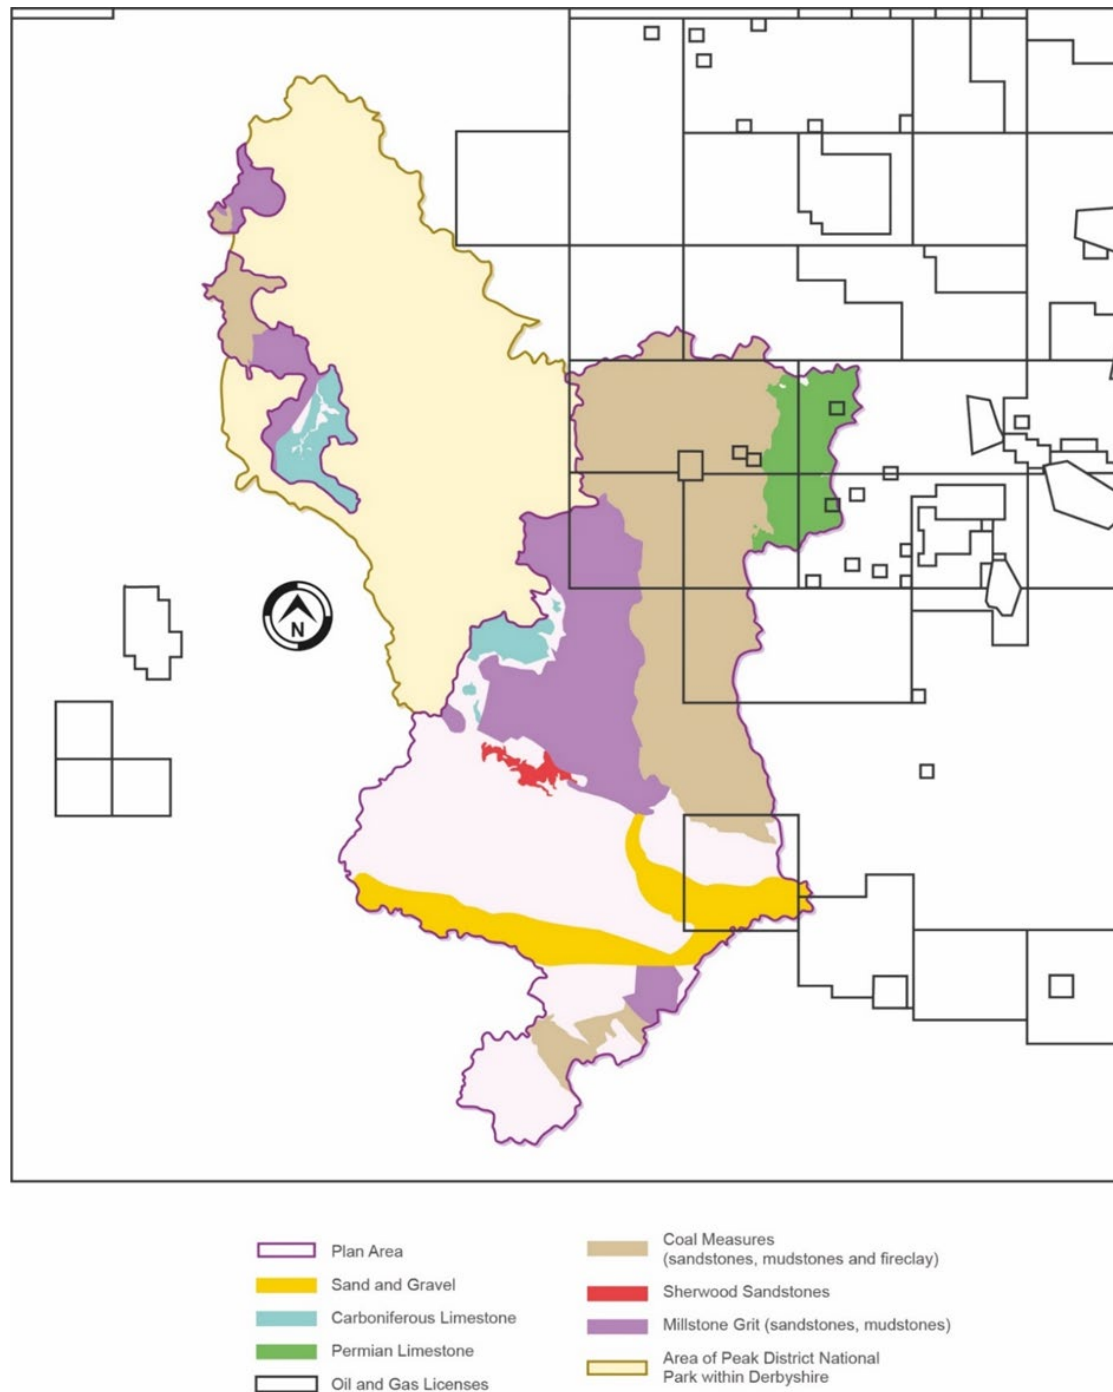 N
Plan Area
Sand and Gravel
Carboniferous Limestone
Permian Limestone
Oil and Gas Licenses
Coal Measures
(sandstones, mudstones and fireclay)
Sherwood Sandstones
Millstone Grit (sandstones, mudstones)
Area of Peak District National
Park within Derbyshire